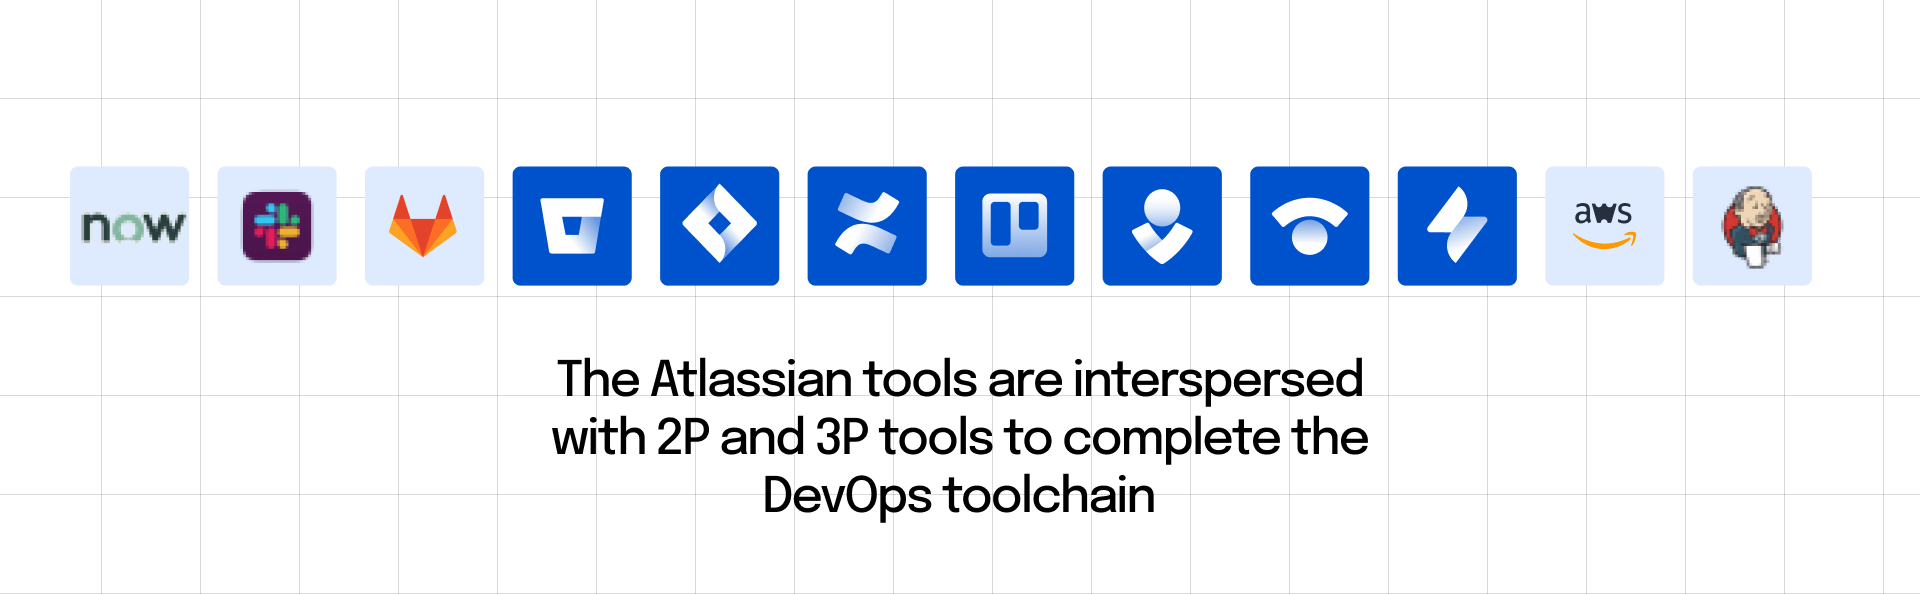 now
aws
The Atlassian tools are interspersed
with 2P and 3P tools to complete the
DevOps toolchain